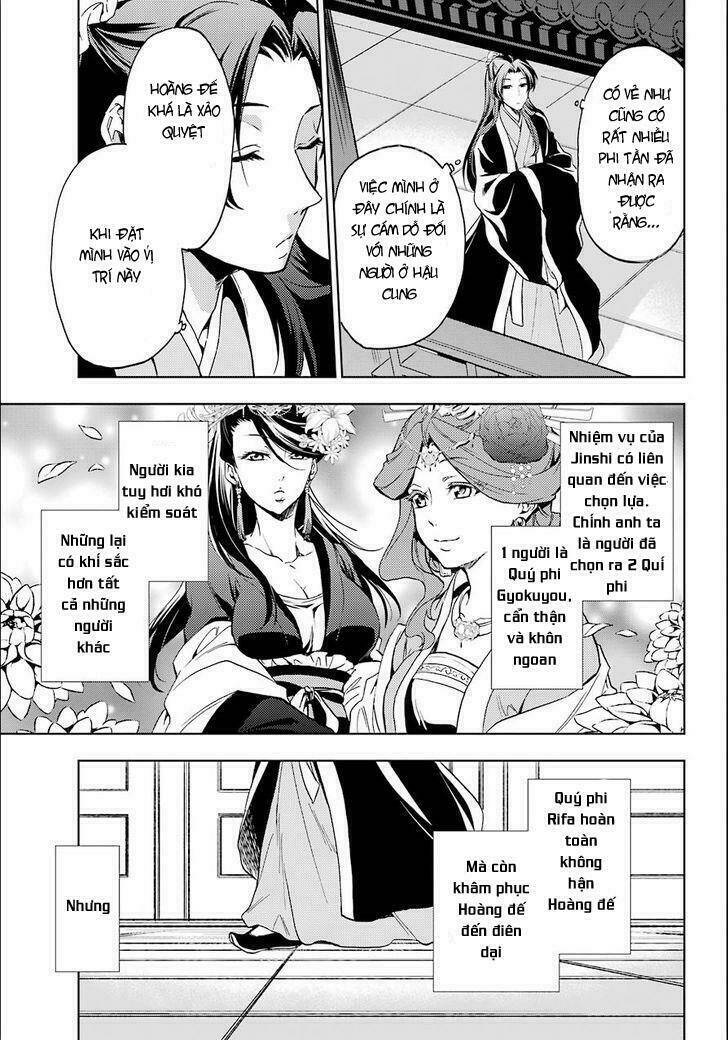 CÓ VẺ NHƯ
CŨNG CÓ
RẤT NHIỀU
PHI TẦN ĐÃ
NHẬN RA
ĐƯỢC
RẰNG...
VIỆC MÌNH Ở
ĐÂY CHÍNH LÀ
SỰ CÁM DỖ ĐỐI
VỚI NHỮNG
NGƯỜI Ở HẬU
CUNG
HOÀNG ĐẾ
KHÁ LÀ XẢO
QUYỆT
KHI ĐẶT
MÌNH VÀO VỊ
TRÍ NÀY
Nhiệm vụ của
Jinshi có liên
quan đến việc
chọn lựa.
Chính anh ta
là người đã
chọn ra 2 Quí
phi
1 người là
Quý phi
Gyokuyou,
cẩn thận
và khôn
ngoan
Người kia
tuy hơi khó
kiểm soát
Những lại
có khí sắc
hơn tất
cả những
người
khác
Quý phi
Rifa hoàn
toàn
không
hận
Hoàng đế
Mà còn
khâm phục
Hoàng đế
đến điên
dại
Nhưng